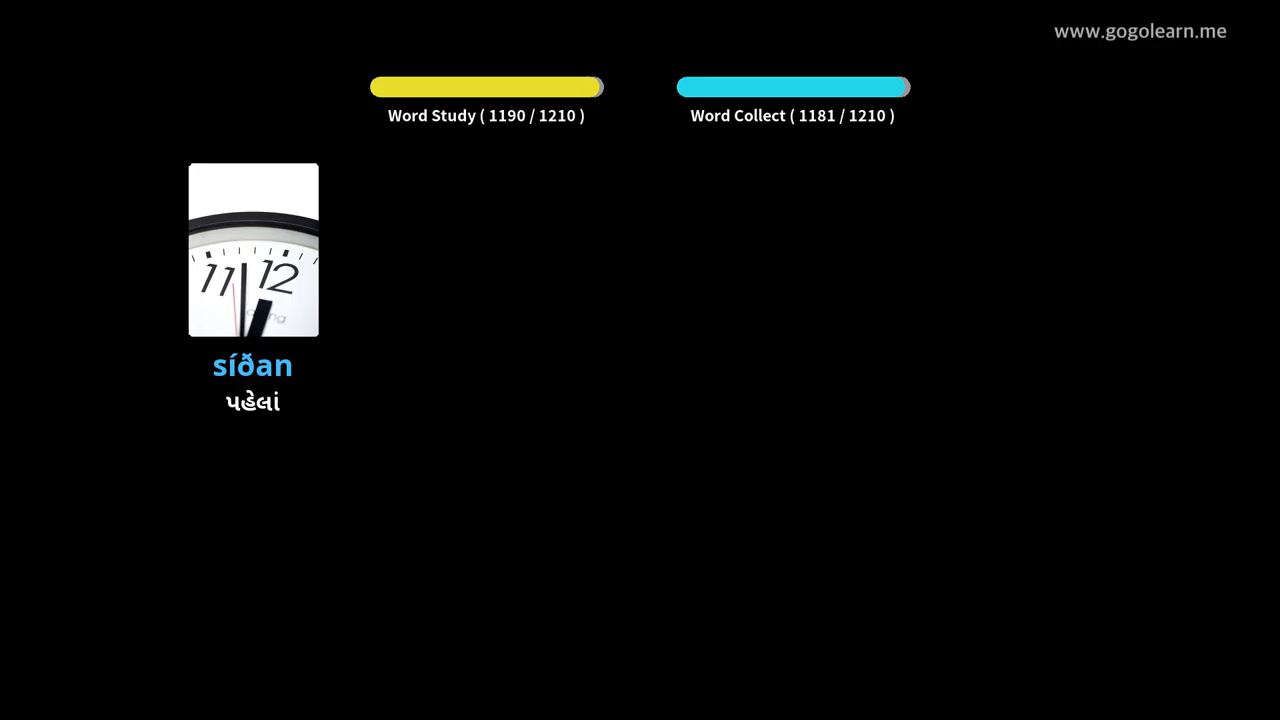 www.gogolearn.me
Word Study ( 1190 / 1210 )
Word Collect ( 1181 / 1210 )
11 12
síðan
પહેલાં